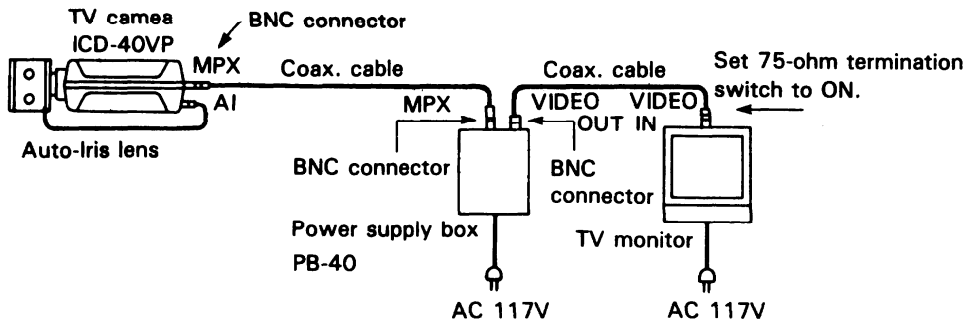 TV camea
ICD-40VP
BNC connector
MPX
AI
Auto-Iris lens
Coax. cable
MPX
BNC connector
Power supply box
PB-40
AC 117V
Coax. cable
VIDEO OUT
BNC
connector
VIDEO IN
Set 75-ohm termination
switch to ON.
TV monitor
AC 117V